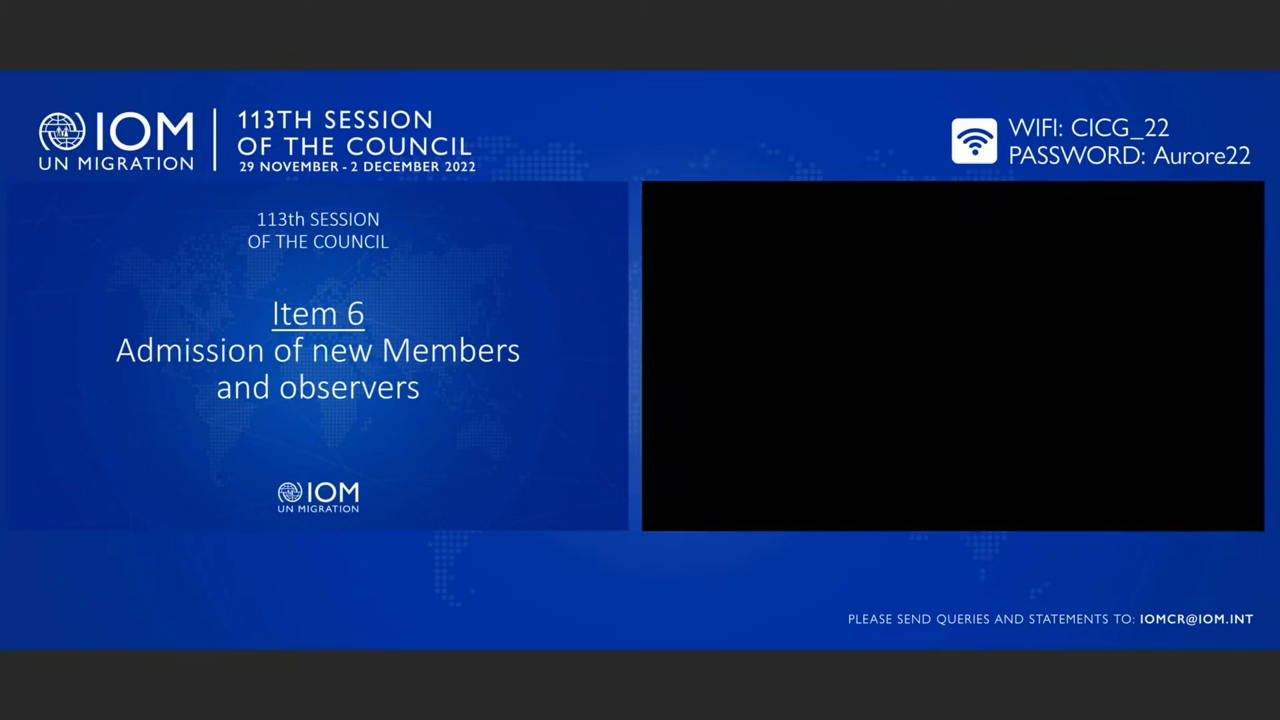 IOM
UN MIGRATION
113TH SESSION
OF THE COUNCIL
29 NOVEMBER - 2 DECEMBER 2022
WIFI: CICG_22
PASSWORD: Aurore22
113th SESSION
OF THE COUNCIL
Item 6
Admission of new Members
and observers
IOM
UN MIGRATION
PLEASE SEND QUERIES AND STATEMENTS TO: IOMCR@IOM.INT